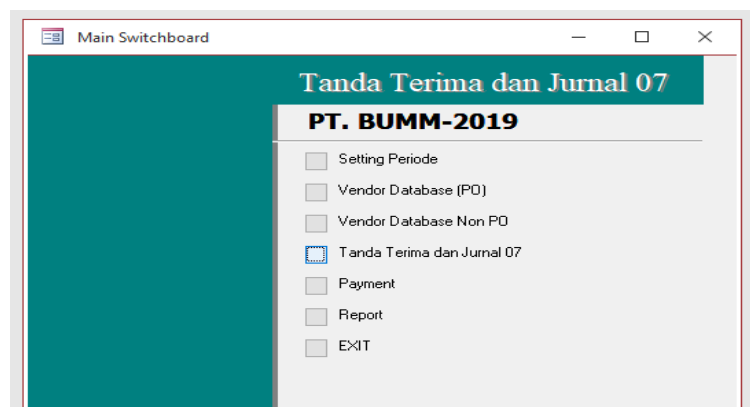 Main Switchboard
Tanda Terima dan Jurnal 07
PT. BUMM-2019
Setting Periode
Vendor Database (PO)
Vendor Database Non PO
Tanda Terima dan Jurnal 07
Payment
Report
EXIT